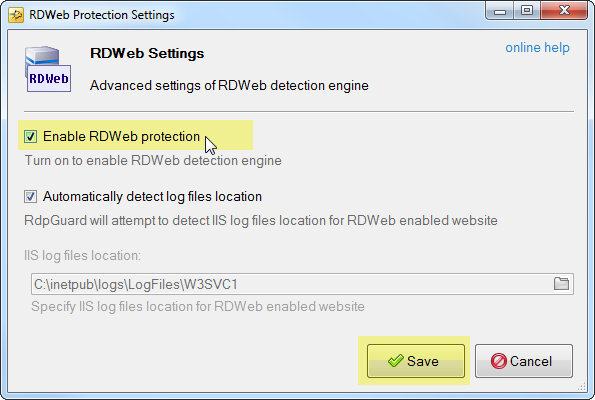 RDWeb Protection Settings
RDWeb Settings
online help
RDWeb
Advanced settings of RDWeb detection engine
Enable RDWeb protection
Turn on to enable RDWeb detection engine
Automatically detect log files location
RdpGuard will attempt to detect IIS log files location for RDWeb enabled website
IIS log files location:
C:\inetpub\logs\LogFiles\W3SVC1
Specify IIS log files location for RDWeb enabled website
Save
Cancel